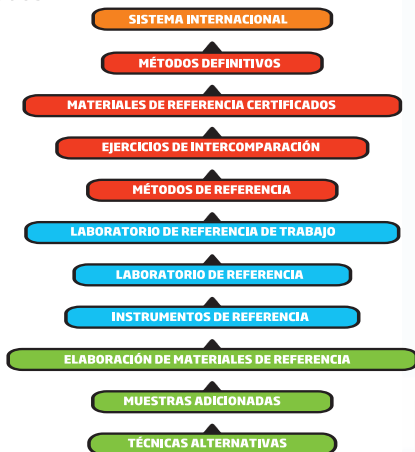 SISTEMA INTERNACIONAL
MÉTODOS DEFINITIVOS
MATERIALES DE REFERENCIA CERTIFICADOS
EJERCICIOS DE INTERCOMPARACIÓN
MÉTODOS DE REFERENCIA
LABORATORIO DE REFERENCIA DE TRABAJO
LABORATORIO DE REFERENCIA
INSTRUMENTOS DE REFERENCIA
ELABORACIÓN DE MATERIALES DE REFERENCIA
MUESTRAS ADICIONADAS
TÉCNICAS ALTERNATIVAS